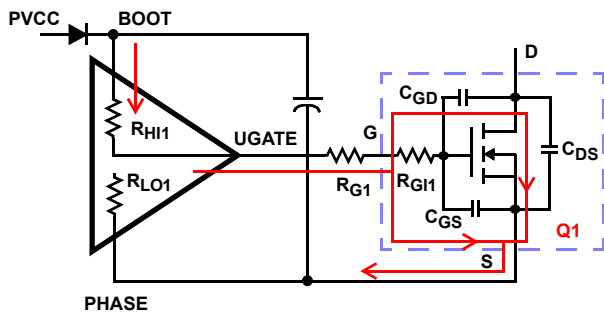 PVCC
BOOT
D
CGD
RHI1
UGATE
G
CDS
RLO1
RG1
RGI1
CGS
Q1
S
PHASE